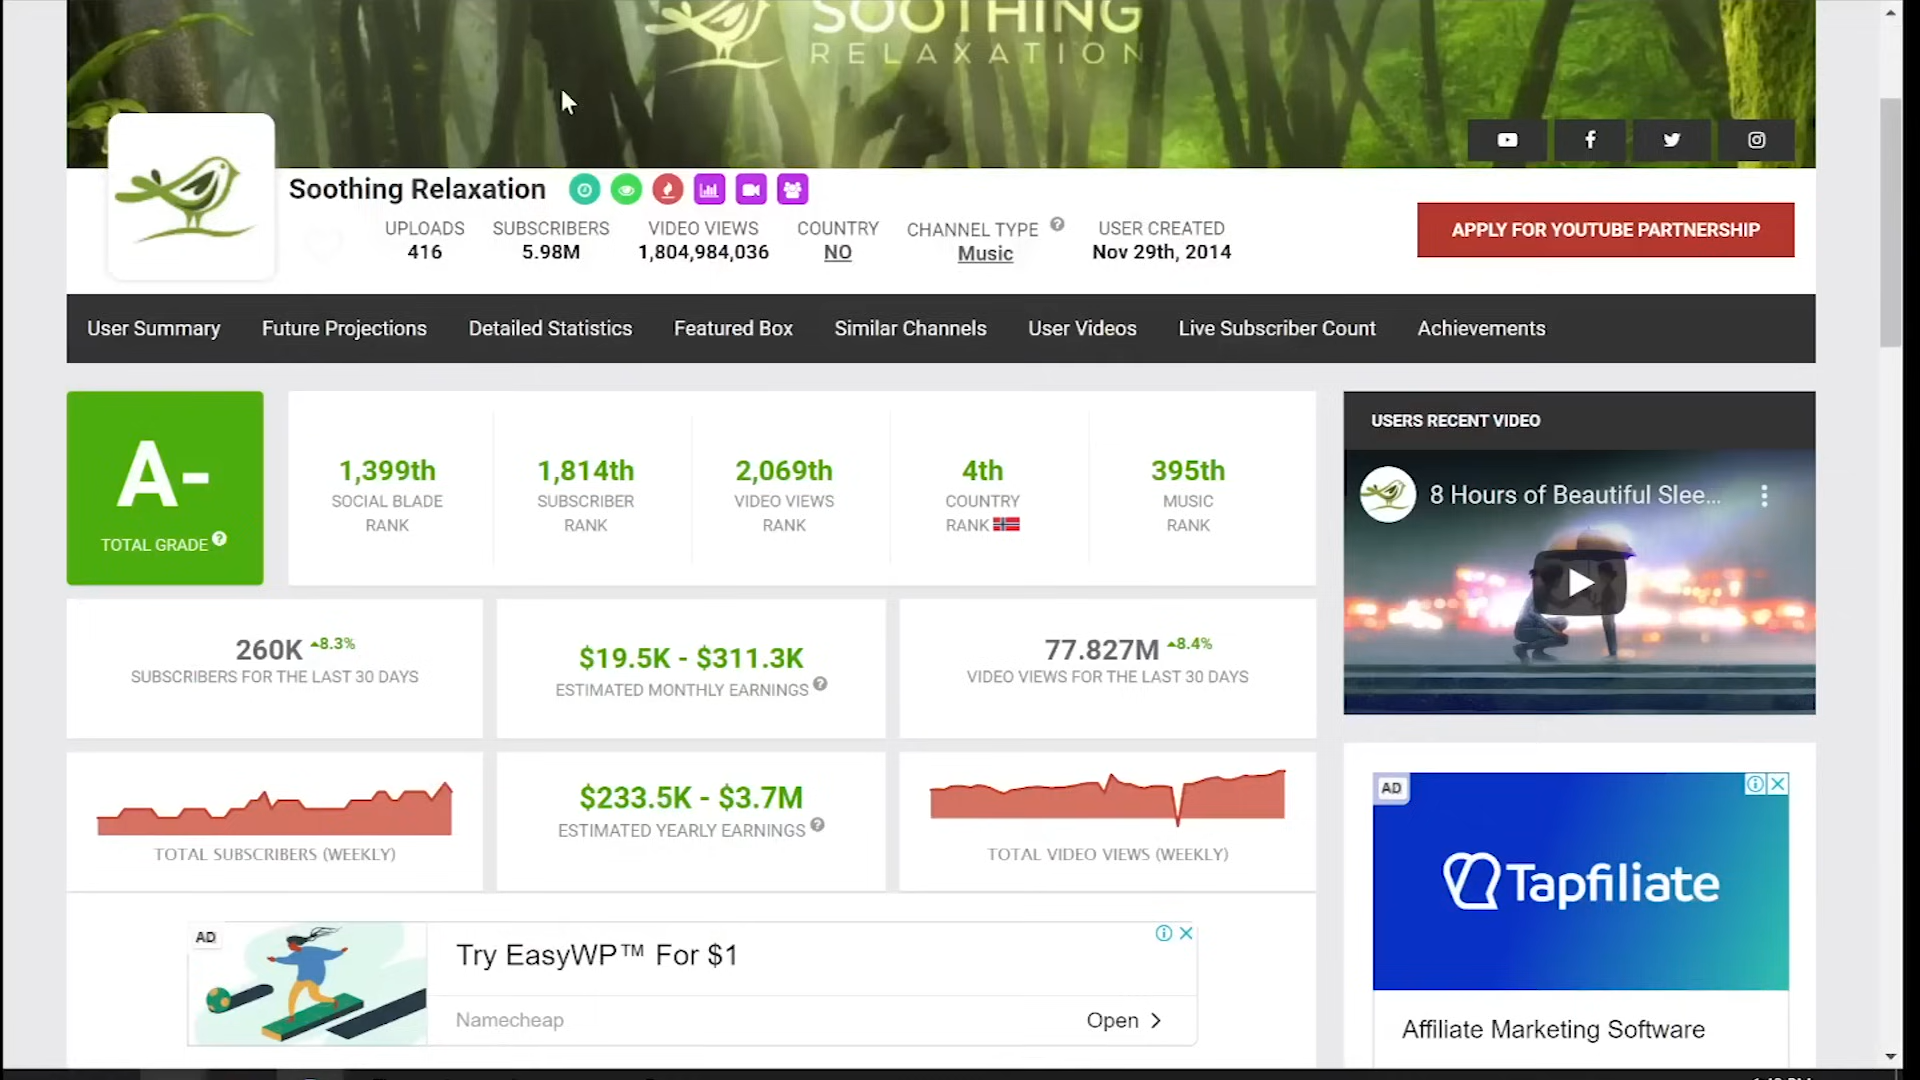 SOOTHING
RELAXATION
Soothing Relaxation
UPLOADS
416
SUBSCRIBERS
5.98M
VIDEO VIEWS
1,804,984,036
COUNTRY
NO
CHANNEL TYPE
Music
USER CREATED
Nov 29th, 2014
APPLY FOR YOUTUBE PARTNERSHIP
User Summary
Future Projections
Detailed Statistics
Featured Box
Similar Channels
User Videos
Live Subscriber Count
Achievements
A-
TOTAL GRADE
1,399th
SOCIAL BLADE
RANK
1,814th
SUBSCRIBER
RANK
2,069th
VIDEO VIEWS
RANK
4th
COUNTRY
RANK
395th
MUSIC
RANK
USERS RECENT VIDEO
8 Hours of Beautiful Slee...
260K 8.3%
SUBSCRIBERS FOR THE LAST 30 DAYS
$19.5K - $311.3K
ESTIMATED MONTHLY EARNINGS
77.827M 8.4%
VIDEO VIEWS FOR THE LAST 30 DAYS
TOTAL SUBSCRIBERS (WEEKLY)
$233.5K - $3.7M
ESTIMATED YEARLY EARNINGS
TOTAL VIDEO VIEWS (WEEKLY)
AD
Try EasyWP™ For $1
Namecheap
Open
AD
Tapfiliate
Affiliate Marketing Software